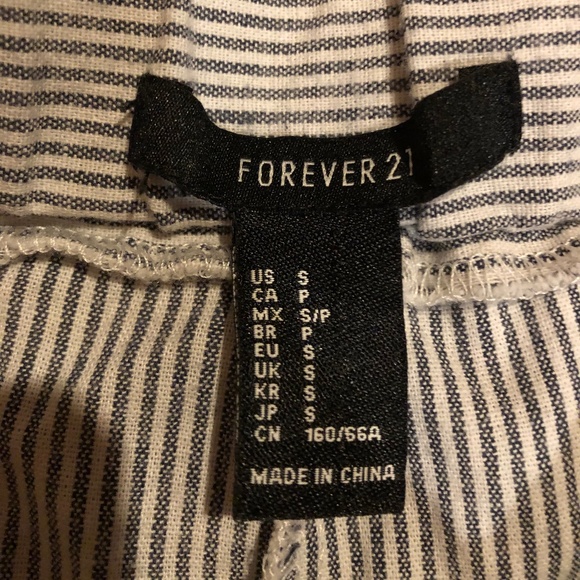 FOREVER 21
US S
CA P
MX S/P
BR P
EU S
UK S
KR S
JP S
CN 160/66A
MADE IN CHINA